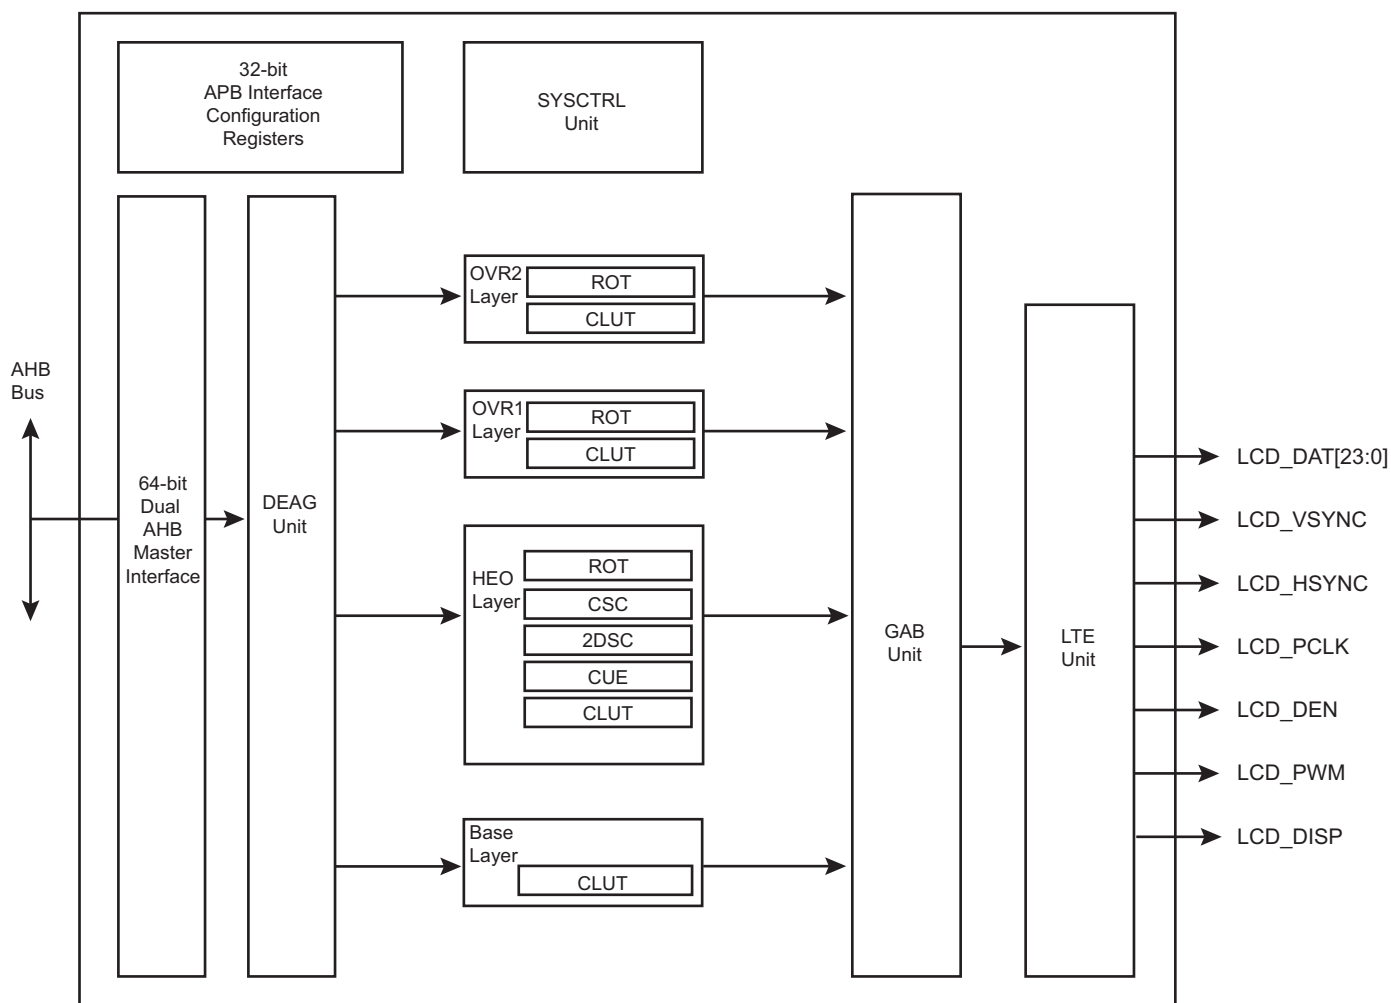 32-bit
APB Interface
Configuration
Registers
SYSCTRL
Unit
AHB
Bus
64-bit
Dual
AHB
Master
Interface
DEAG
Unit
OVR2
Layer
ROT
CLUT
OVR1
Layer
ROT
CLUT
HEO
Layer
ROT
CSC
2DSC
CUE
CLUT
Base
Layer
CLUT
GAB
Unit
LTE
Unit
LCD_DAT[23:0]
LCD_VSYNC
LCD_HSYNC
LCD_PCLK
LCD_DEN
LCD_PWM
LCD_DISP